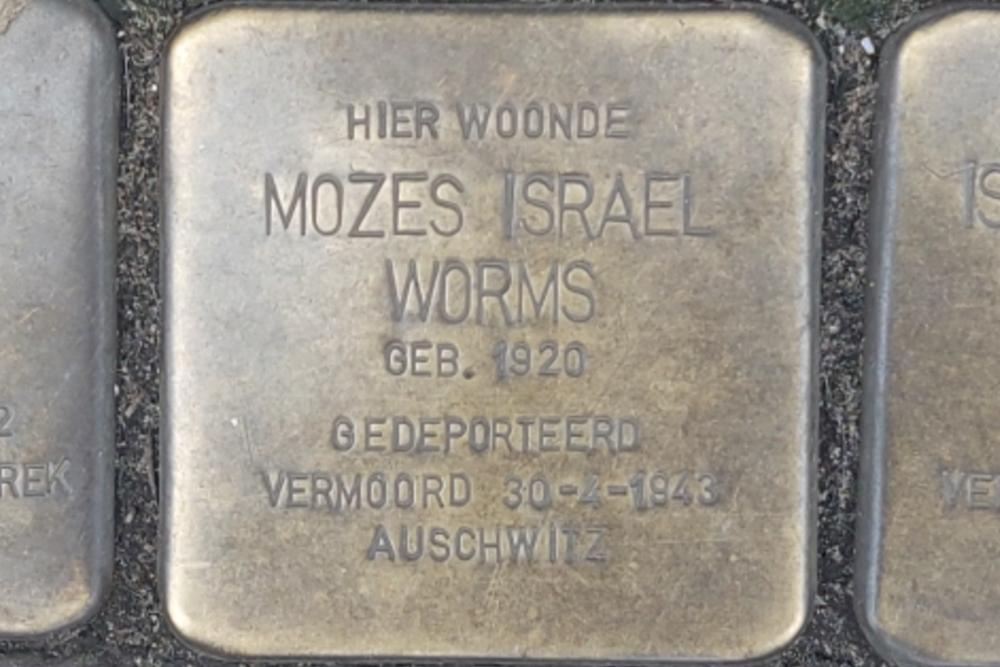 HIER WOONDE
MOZES ISRAEL
WORMS
GEB. 1920
GEDEPORTEERD
VERMOORD 30-4-1943
AUSCHWITZ